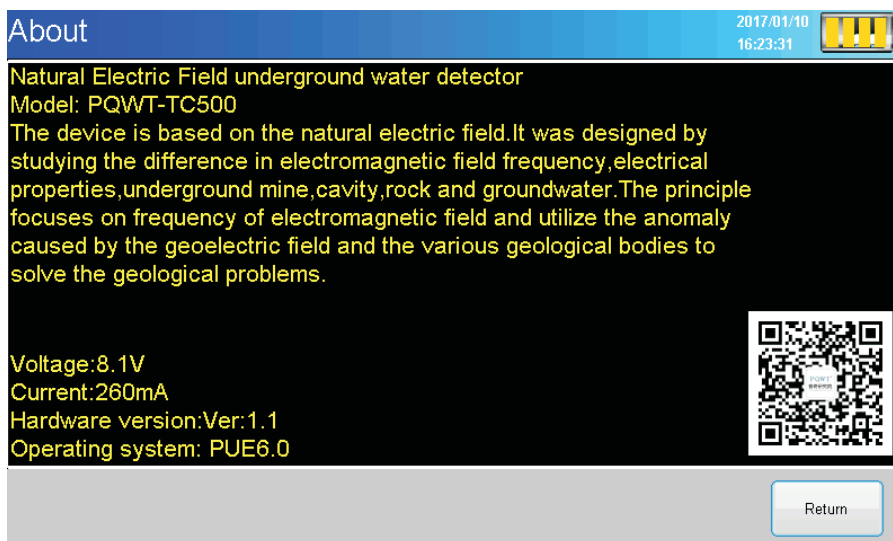 About
2017/01/10
16:23:31
Natural Electric Field underground water detector
Model: PQWT-TC500
The device is based on the natural electric field.It was designed by
studying the difference in electromagnetic field frequency,electrical
properties,underground mine,cavity,rock and groundwater.The principle
focuses on frequency of electromagnetic field and utilize the anomaly
caused by the geoelectric field and the various geological bodies to
solve the geological problems.
Voltage:8.1V
Current:260mA
Hardware version:Ver:1.1
Operating system: PUE6.0
PQWT
Return